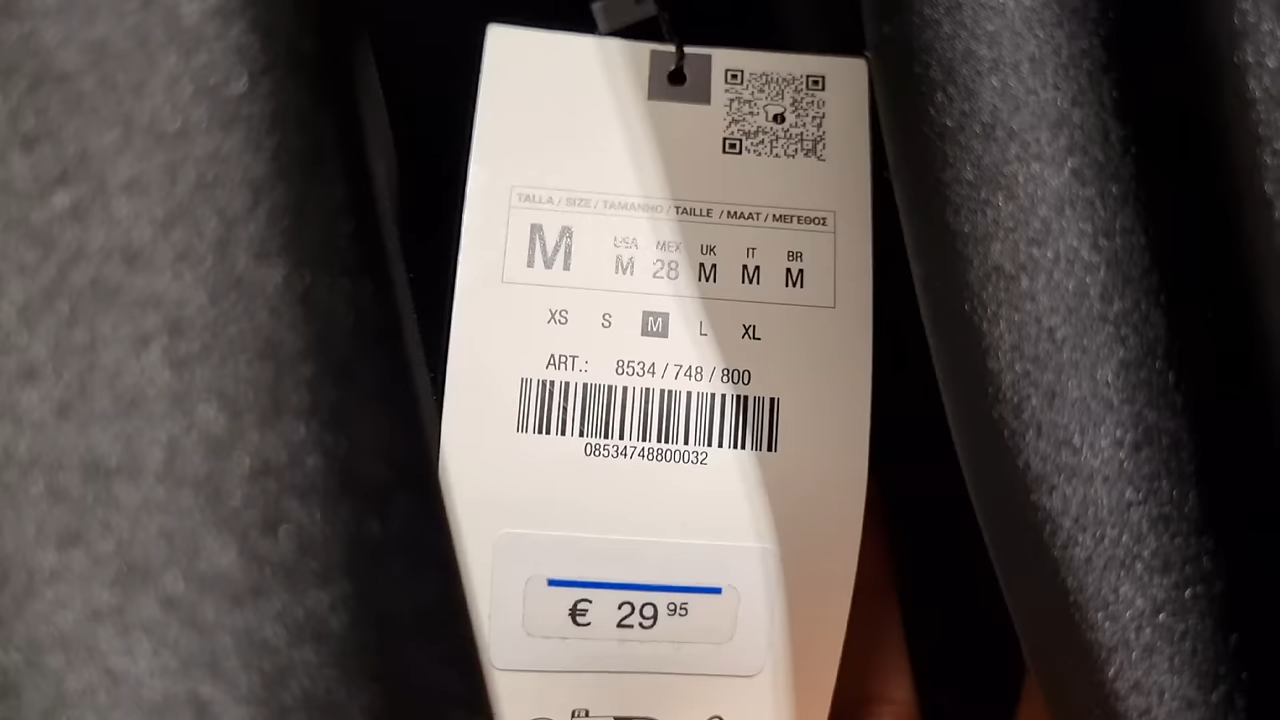 TALLA / SIZE / TAMANHO / TAILLE / MAAT / ΜΕΓΕΘΟΣ
M
USA MEX UK IT BR
M 28 M M M
XS S M L XL
ART.: 8534 / 748 / 800
08534748800032
€ 29 95
FR